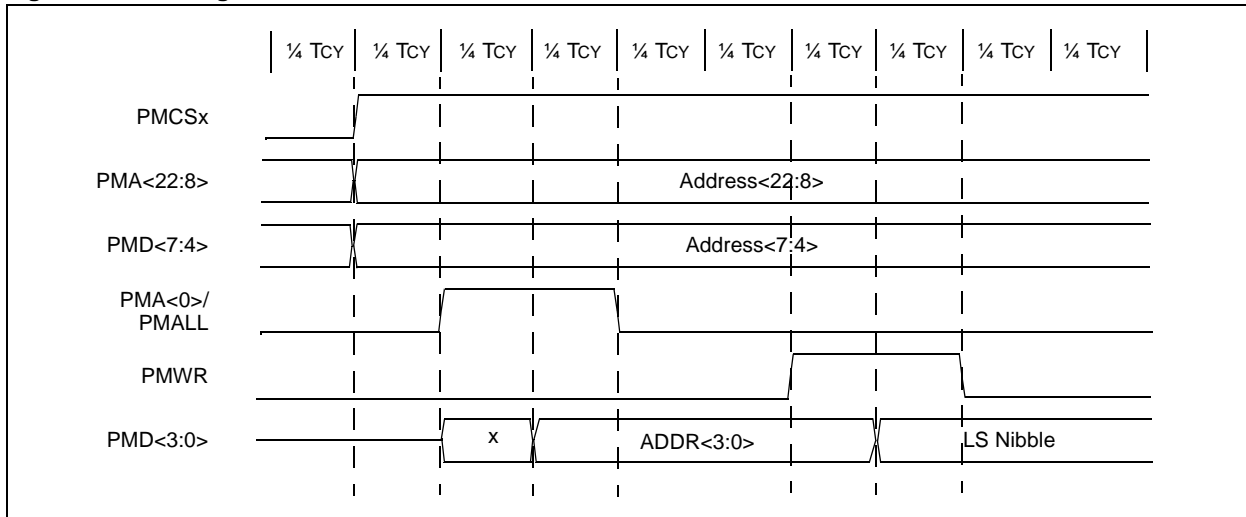 ¼ TCY ¼ TCY ¼ TCY ¼ TCY ¼ TCY ¼ TCY ¼ TCY ¼ TCY ¼ TCY ¼ TCY
PMCSx
PMA<22:8> Address<22:8>
PMD<7:4> Address<7:4>
PMA<0>/
PMALL
PMWR
PMD<3:0> x ADDR<3:0> LS Nibble